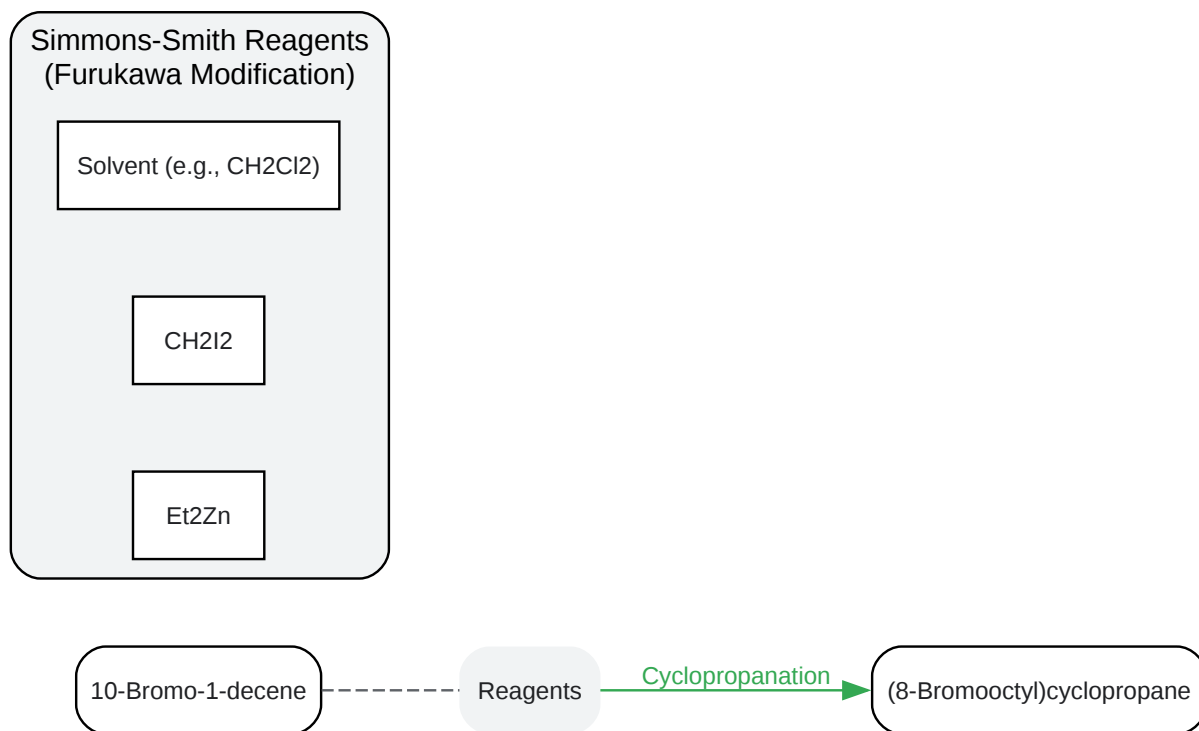 Simmons-Smith Reagents
(Furukawa Modification)
Solvent (e.g., CH2Cl2)
CH2I2
Et2Zn
10-Bromo-1-decene
Reagents
Cyclopropanation
(8-Bromooctyl)cyclopropane